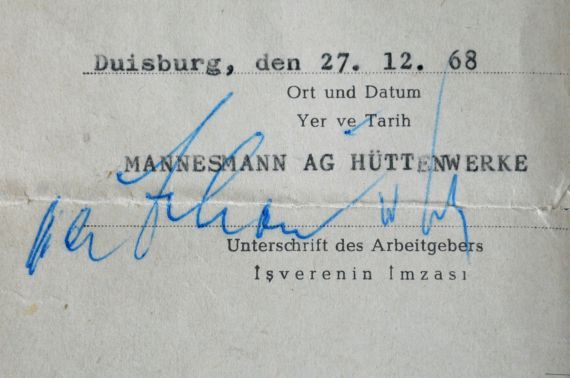 Duisburg, den 27. 12. 68
Ort und Datum
Yer ve Tarih
MANNESMANN AG HÜTTENWERKE
Unterschrift des Arbeitgebers
İşverenin İmzası